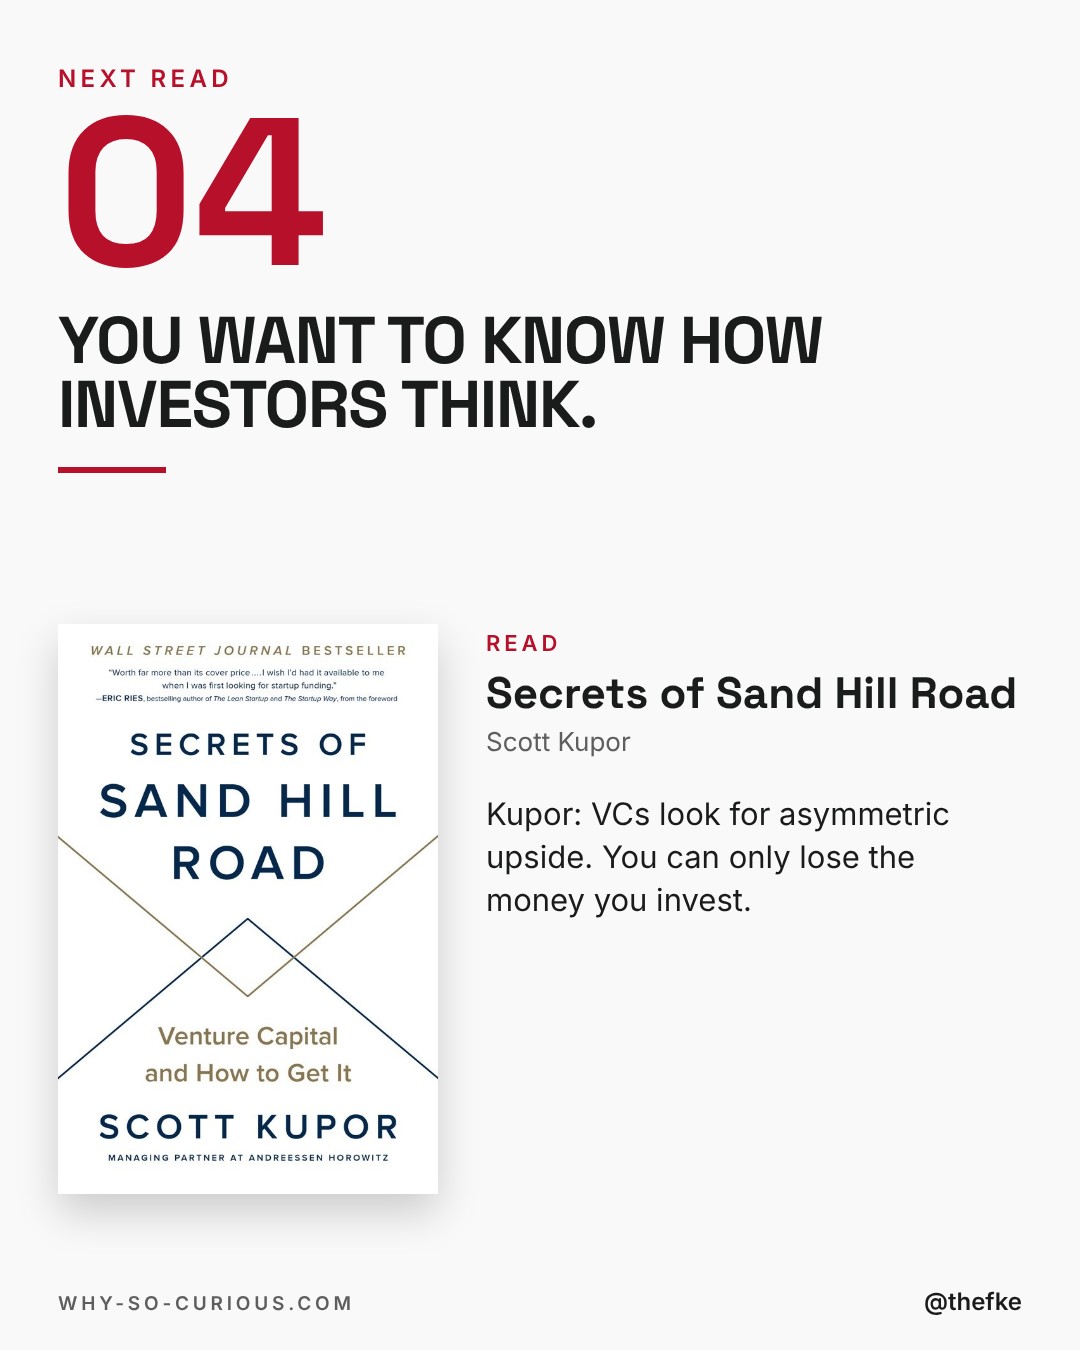 NEXT READ
04
YOU WANT TO KNOW HOW
INVESTORS THINK.
WALL STREET JOURNAL BESTSELLER
"Worth far more than its cover price....I wish I'd had it available to me
when I was first looking for startup funding."
—ERIC RIES, bestselling author of The Lean Startup and The Startup Way, from the foreword
SECRETS OF
SAND HILL
ROAD
Venture Capital
and How to Get It
SCOTT KUPOR
MANAGING PARTNER AT ANDREESSEN HOROWITZ
READ
Secrets of Sand Hill Road
Scott Kupor
Kupor: VCs look for asymmetric
upside. You can only lose the
money you invest.
WHY-SO-CURIOUS.COM
@thefke